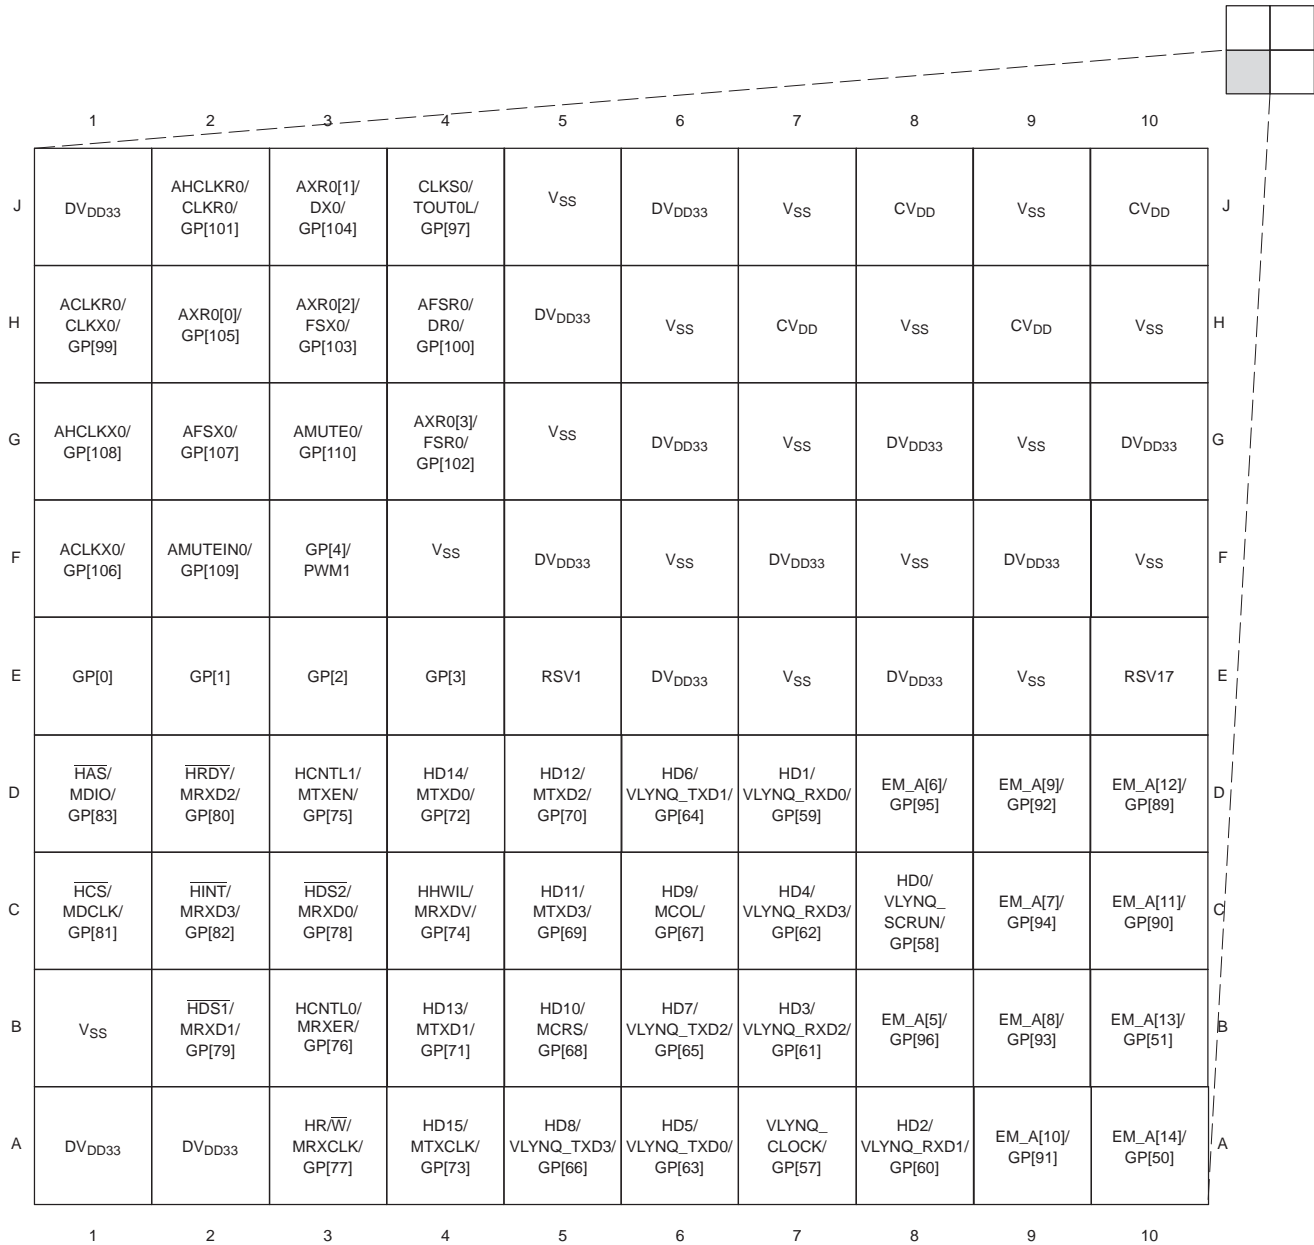 1 2 3 4 5 6 7 8 9 10
J
DVDD33
AHCLKR0/
CLKR0/
GP[101]
AXR0[1]/
DX0/
GP[104]
CLKS0/
TOUT0L/
GP[97]
VSS
DVDD33
VSS
CVDD
VSS
CVDD
J
H
ACLKR0/
CLKX0/
GP[99]
AXR0[0]/
GP[105]
AXR0[2]/
FSX0/
GP[103]
AFSR0/
DR0/
GP[100]
DVDD33
VSS
CVDD
VSS
CVDD
VSS
H
G
AHCLKX0/
GP[108]
AFSX0/
GP[107]
AMUTE0/
GP[110]
AXR0[3]/
FSR0/
GP[102]
VSS
DVDD33
VSS
DVDD33
VSS
DVDD33
G
F
ACLKX0/
GP[106]
AMUTEIN0/
GP[109]
GP[4]/
PWM1
VSS
DVDD33
VSS
DVDD33
VSS
DVDD33
VSS
F
E
GP[0]
GP[1]
GP[2]
GP[3]
RSV1
DVDD33
VSS
DVDD33
VSS
RSV17
E
D
HAS/
MDIO/
GP[83]
HRDY/
MRXD2/
GP[80]
HCNTL1/
MTXEN/
GP[75]
HD14/
MTXD0/
GP[72]
HD12/
MTXD2/
GP[70]
HD6/
VLYNQ_TXD1/
GP[64]
HD1/
VLYNQ_RXD0/
GP[59]
EM_A[6]/
GP[95]
EM_A[9]/
GP[92]
EM_A[12]/
GP[89]
D
C
HCS/
MDCLK/
GP[81]
HINT/
MRXD3/
GP[82]
HDS2/
MRXD0/
GP[78]
HHWIL/
MRXDV/
GP[74]
HD11/
MTXD3/
GP[69]
HD9/
MCOL/
GP[67]
HD4/
VLYNQ_RXD3/
GP[62]
HD0/
VLYNQ_
SCRUN/
GP[58]
EM_A[7]/
GP[94]
EM_A[11]/
GP[90]
C
B
VSS
HDS1/
MRXD1/
GP[79]
HCNTL0/
MRXER/
GP[76]
HD13/
MTXD1/
GP[71]
HD10/
MCRS/
GP[68]
HD7/
VLYNQ_TXD2/
GP[65]
HD3/
VLYNQ_RXD2/
GP[61]
EM_A[5]/
GP[96]
EM_A[8]/
GP[93]
EM_A[13]/
GP[51]
B
A
DVDD33
DVDD33
HR/W/
MRXCLK/
GP[77]
HD15/
MTXCLK/
GP[73]
HD8/
VLYNQ_TXD3/
GP[66]
HD5/
VLYNQ_TXD0/
GP[63]
VLYNQ_
CLOCK/
GP[57]
HD2/
VLYNQ_RXD1/
GP[60]
EM_A[10]/
GP[91]
EM_A[14]/
GP[50]
A
1 2 3 4 5 6 7 8 9 10